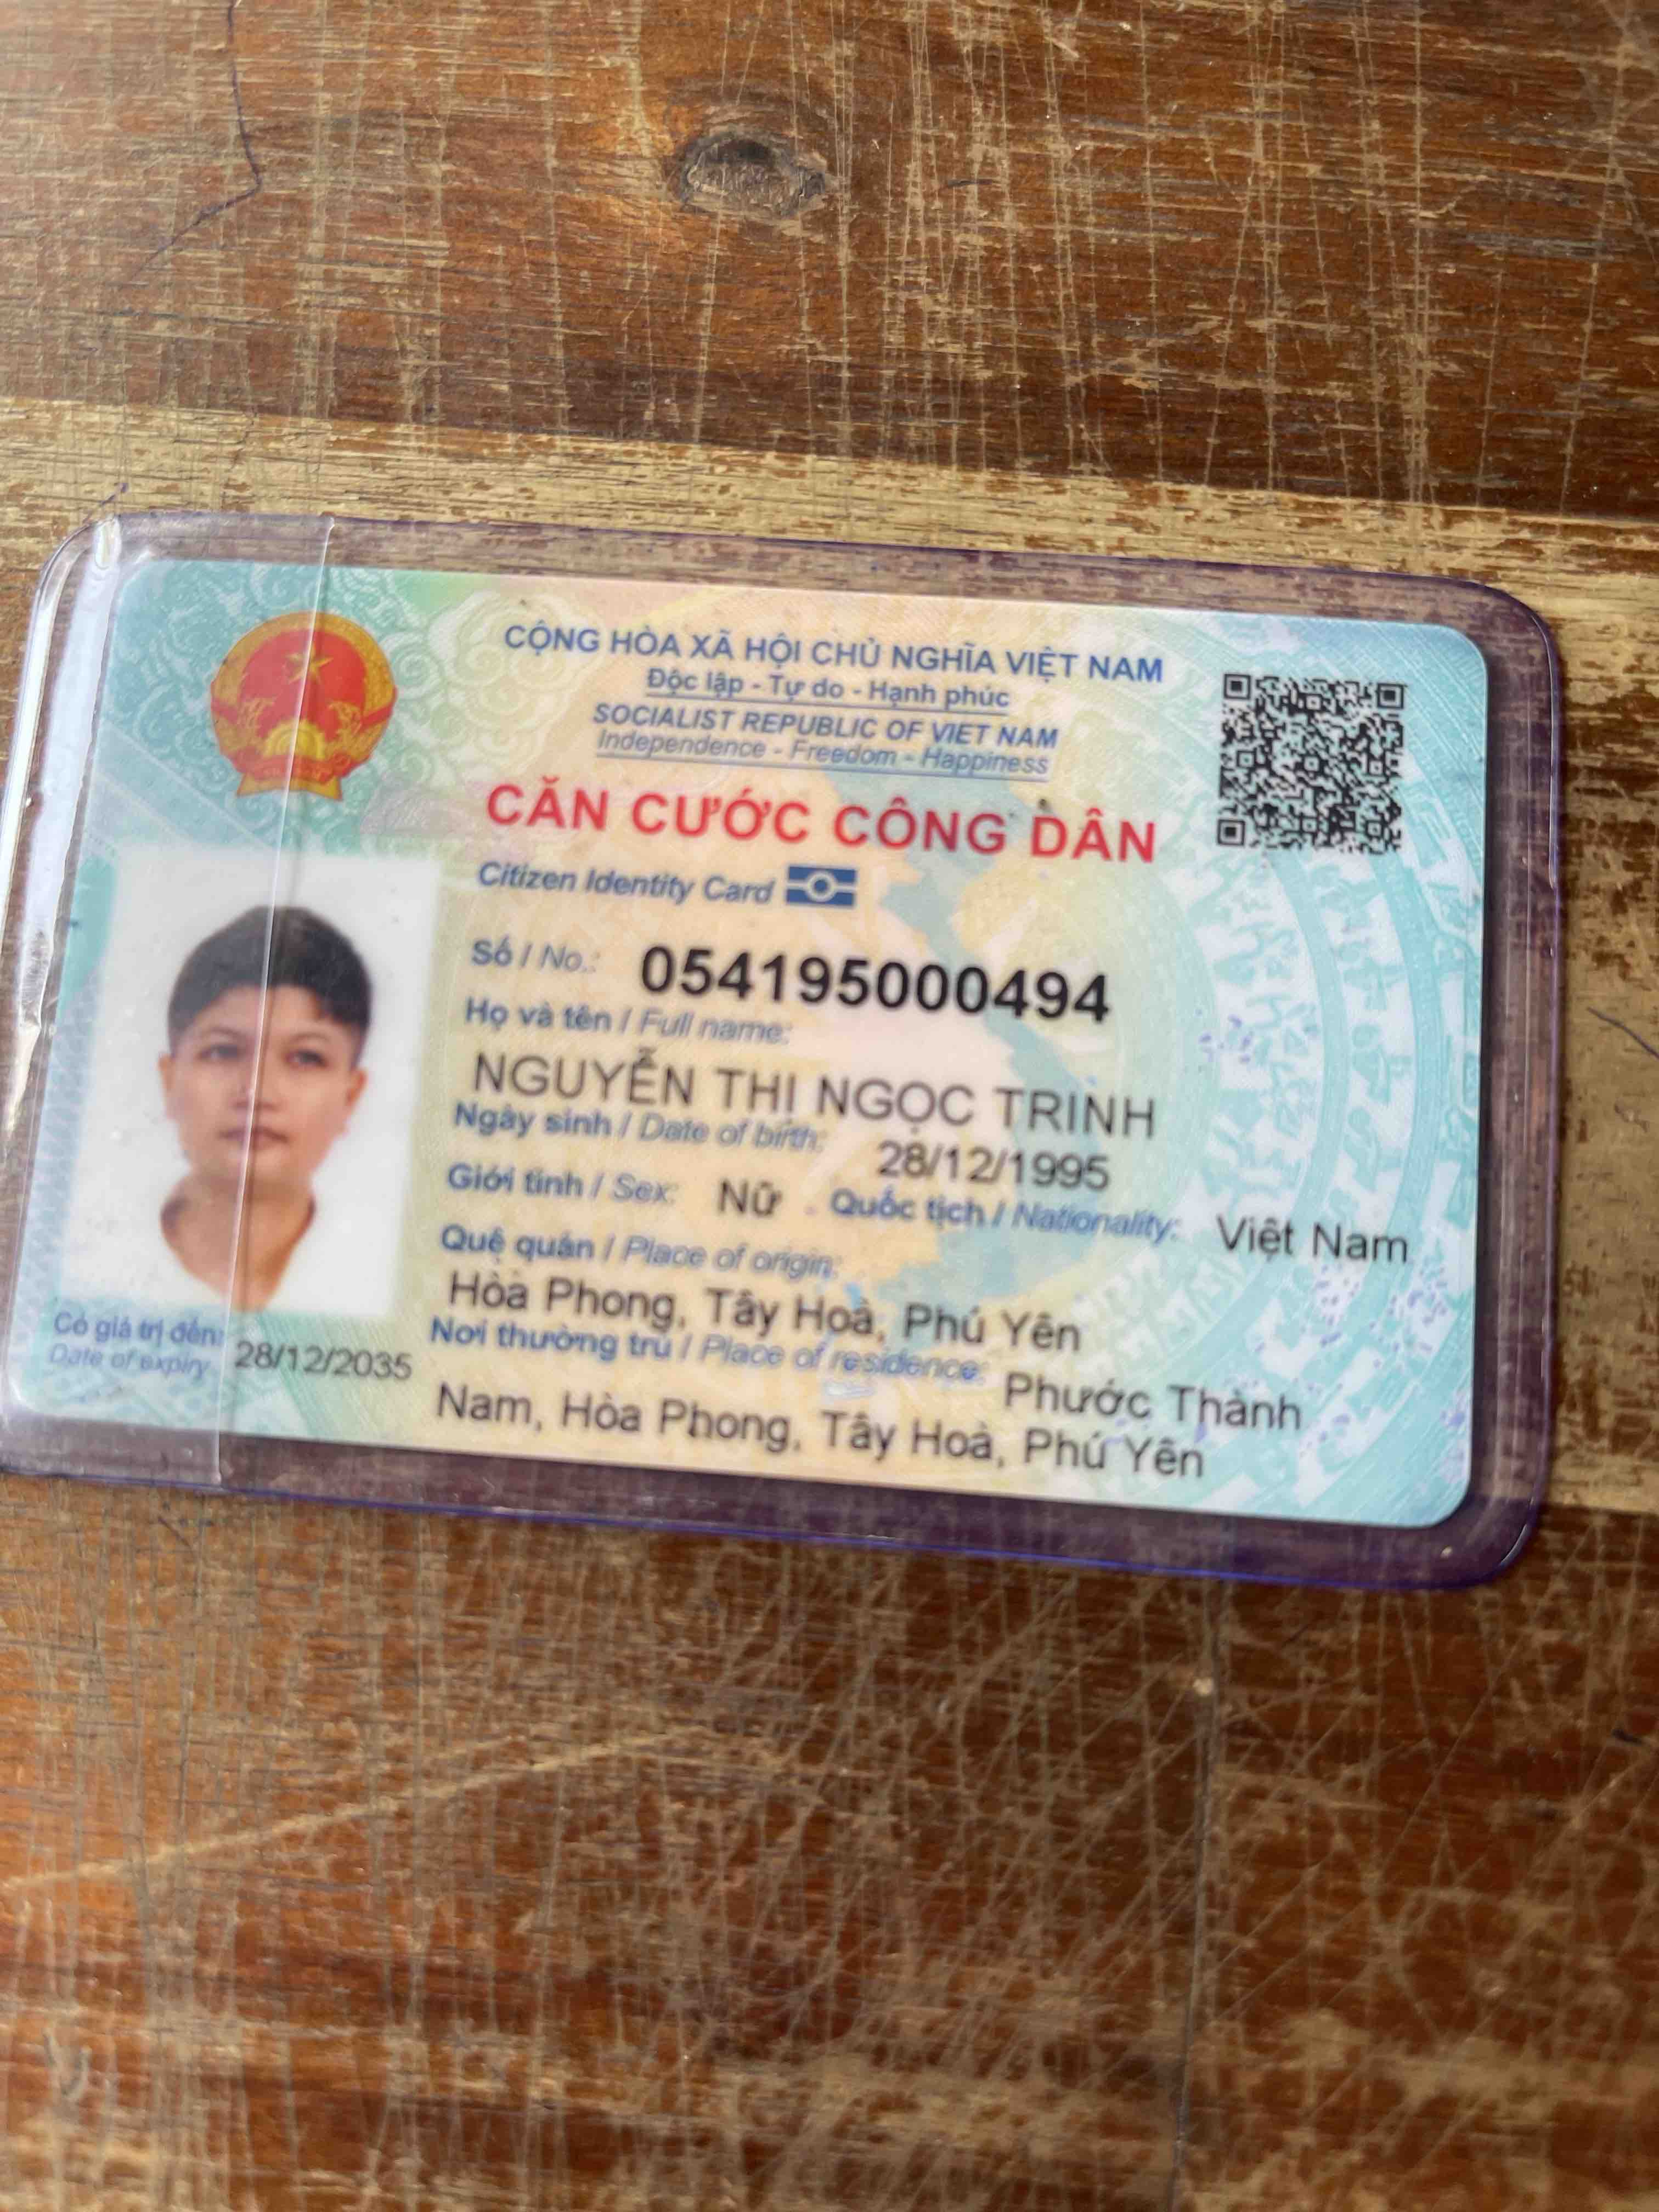 CỘNG HÒA XÃ HỘI CHỦ NGHĨA VIỆT NAM
Độc lập - Tự do - Hạnh phúc
SOCIALIST REPUBLIC OF VIET NAM
Independence - Freedom - Happiness
CĂN CƯỚC CÔNG DÂN
Citizen Identity Card
Số / No.: 054195000494
Họ và tên / Full name:
NGUYỄN THỊ NGỌC TRINH
Ngày sinh / Date of birth: 28/12/1995
Giới tính / Sex: Nữ Quốc tịch / Nationality: Việt Nam
Quê quán / Place of origin:
Hòa Phong, Tây Hoà, Phú Yên
Nơi thường trú / Place of residence: Phước Thành
Nam, Hòa Phong, Tây Hoà, Phú Yên
Có giá trị đến: 28/12/2035
Date of expiry